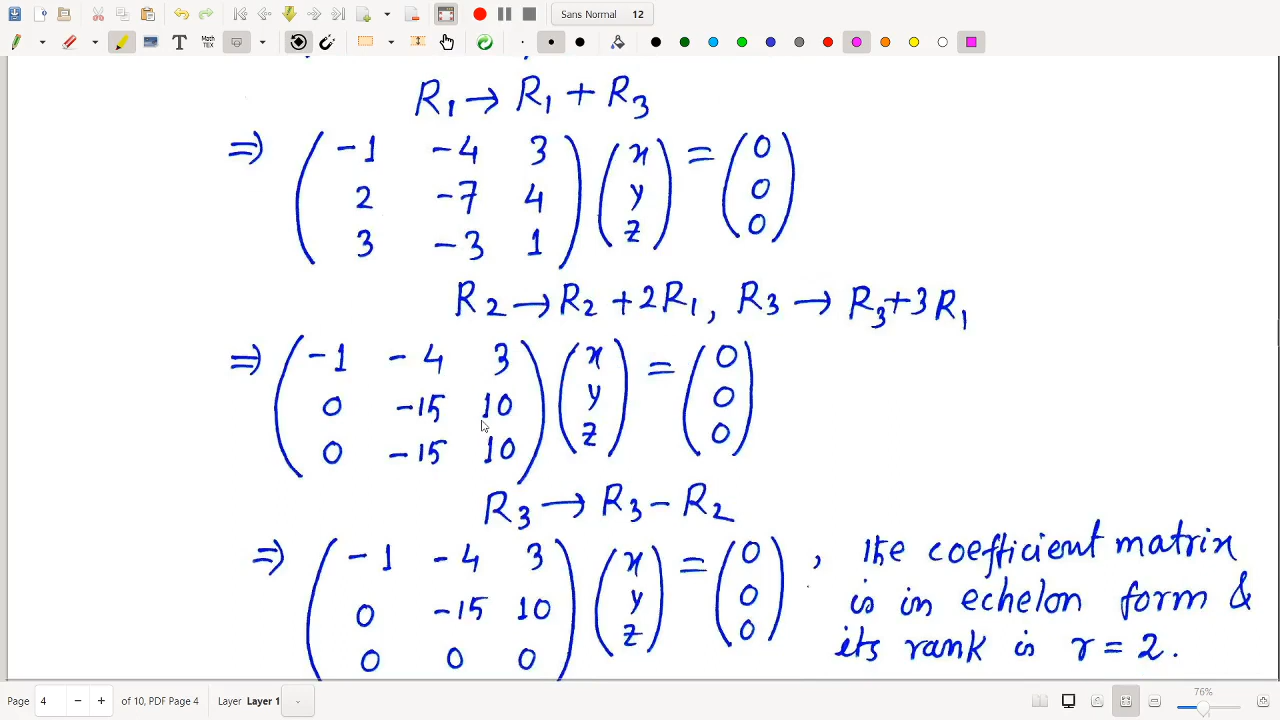 Sans Normal 12
Math TEX
R1 → R1 + R3
⇒ ( -1 -4 3 ) ( x ) = ( 0 )
2 -7 4 y 0
3 -3 1 z 0
R2 → R2 + 2R1, R3 → R3+3R1
⇒ ( -1 -4 3 ) ( x ) = ( 0 )
0 -15 10 y 0
0 -15 10 z 0
R3 → R3 - R2
⇒ ( -1 -4 3 ) ( x ) = ( 0 ) , the coefficient matrix
0 -15 10 y 0 is in echelon form &
0 0 0 z 0 its rank is r = 2.
Page 4 of 10, PDF Page 4 Layer Layer 1 76%